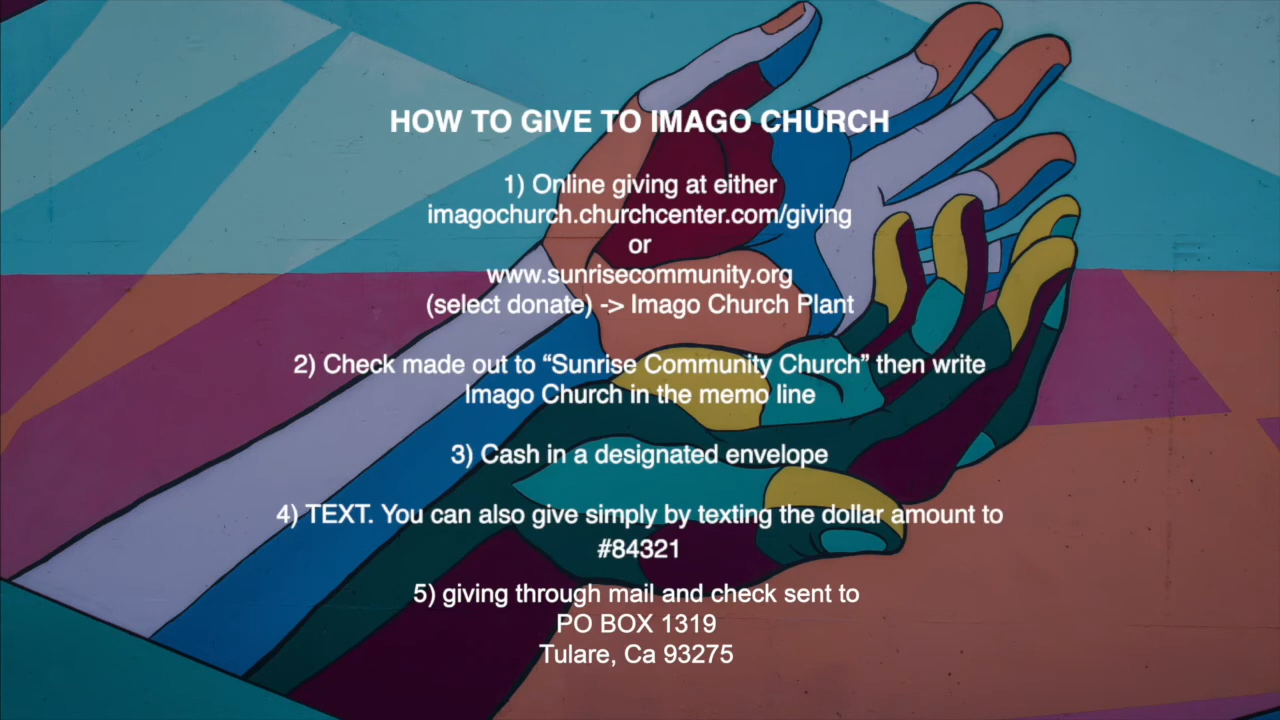 HOW TO GIVE TO IMAGO CHURCH
1) Online giving at either
imagochurch.churchcenter.com/giving
or
www.sunrisecommunity.org
(select donate) -> Imago Church Plant
2) Check made out to “Sunrise Community Church” then write
Imago Church in the memo line
3) Cash in a designated envelope
4) TEXT. You can also give simply by texting the dollar amount to
#84321
5) giving through mail and check sent to
PO BOX 1319
Tulare, Ca 93275